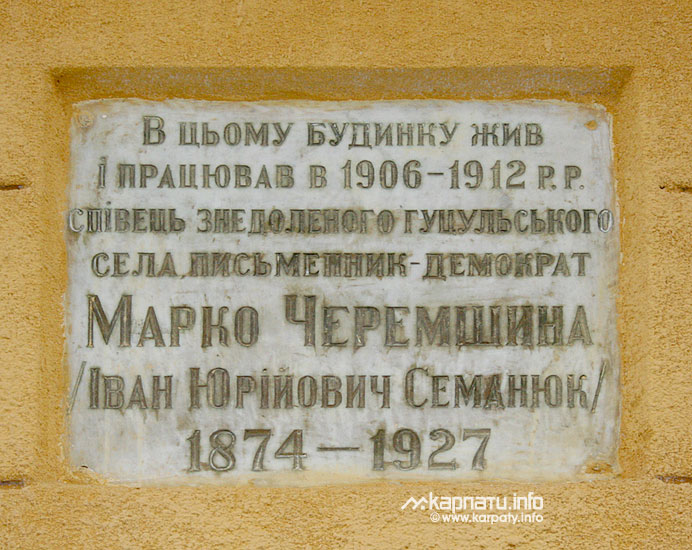 В цьому будинку жив
і працював в 1906-1912 р.р.
співець знедоленого гуцульського
села, письменник-демократ
Марко Черемшина
/Іван Юрійович Семанюк/
1874-1927
карпати.info
© www.karpaty.info